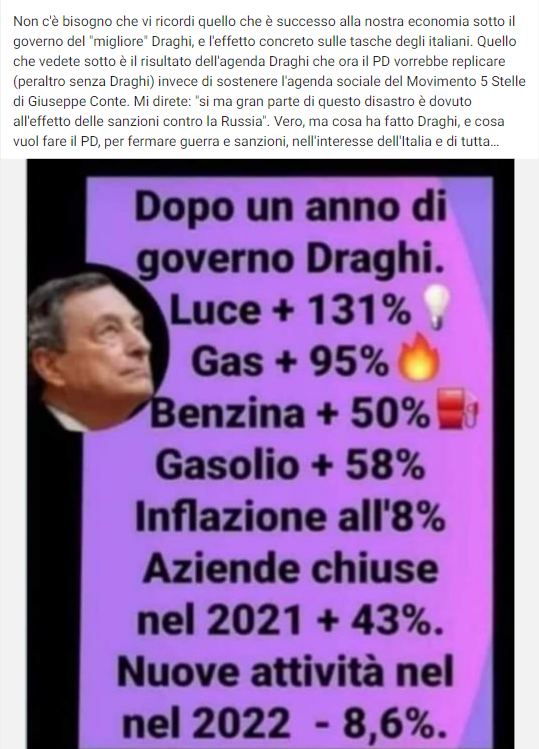 Non c'è bisogno che vi ricordi quello che è successo alla nostra economia sotto il
governo del "migliore" Draghi, e l'effetto concreto sulle tasche degli italiani. Quello
che vedete sotto è il risultato dell'agenda Draghi che ora il PD vorrebbe replicare
(peraltro senza Draghi) invece di sostenere l'agenda sociale del Movimento 5 Stelle
di Giuseppe Conte. Mi direte: "si ma gran parte di questo disastro è dovuto
all'effetto delle sanzioni contro la Russia". Vero, ma cosa ha fatto Draghi, e cosa
vuol fare il PD, per fermare guerra e sanzioni, nell'interesse dell'Italia e di tutta...
Dopo un anno di
governo Draghi.
Luce + 131%
Gas + 95%
Benzina + 50%
Gasolio + 58%
Inflazione all'8%
Aziende chiuse
nel 2021 + 43%.
Nuove attività nel
nel 2022 - 8,6%.